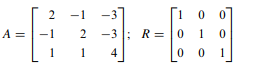 A = [ 2 −1 −3 ; −1 2 −3 ; 1 1 4 ]; R = [ 1 0 0 ; 0 1 0 ; 0 0 1 ]